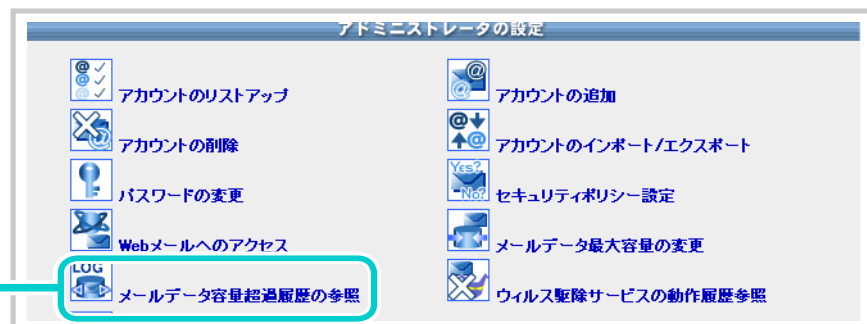 アドミニストレータの設定
アカウントのリストアップ
アカウントの追加
アカウントの削除
アカウントのインポート/エクスポート
パスワードの変更
Yes?
No?
セキュリティポリシー設定
Webメールへのアクセス
メールデータ最大容量の変更
LOG
メールデータ容量超過履歴の参照
ウィルス駆除サービスの動作履歴参照